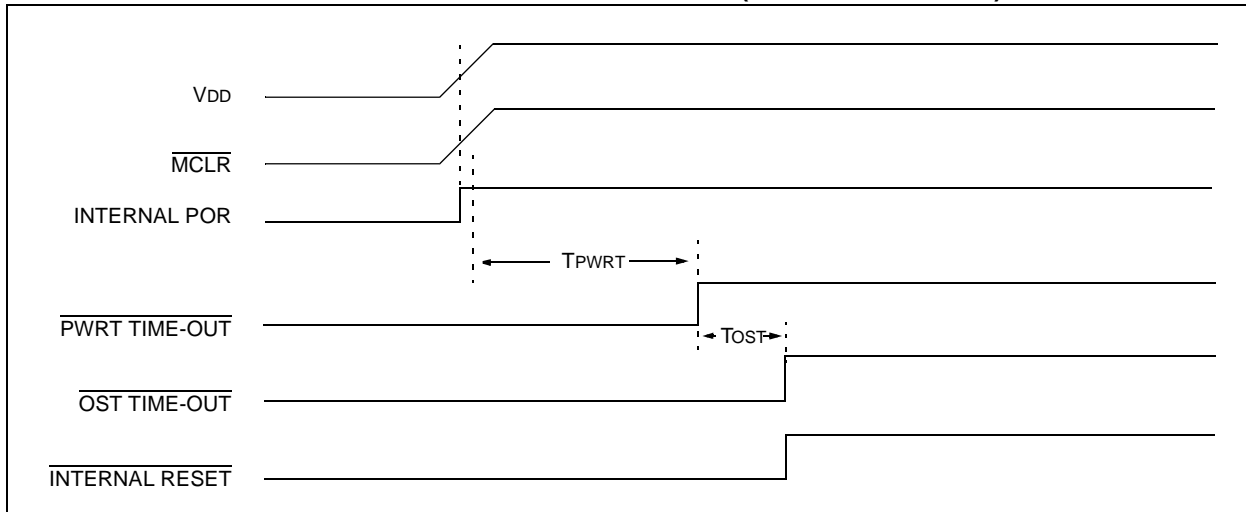 VDD
MCLR
INTERNAL POR
TPWRT
PWRT TIME-OUT
TOST
OST TIME-OUT
INTERNAL RESET